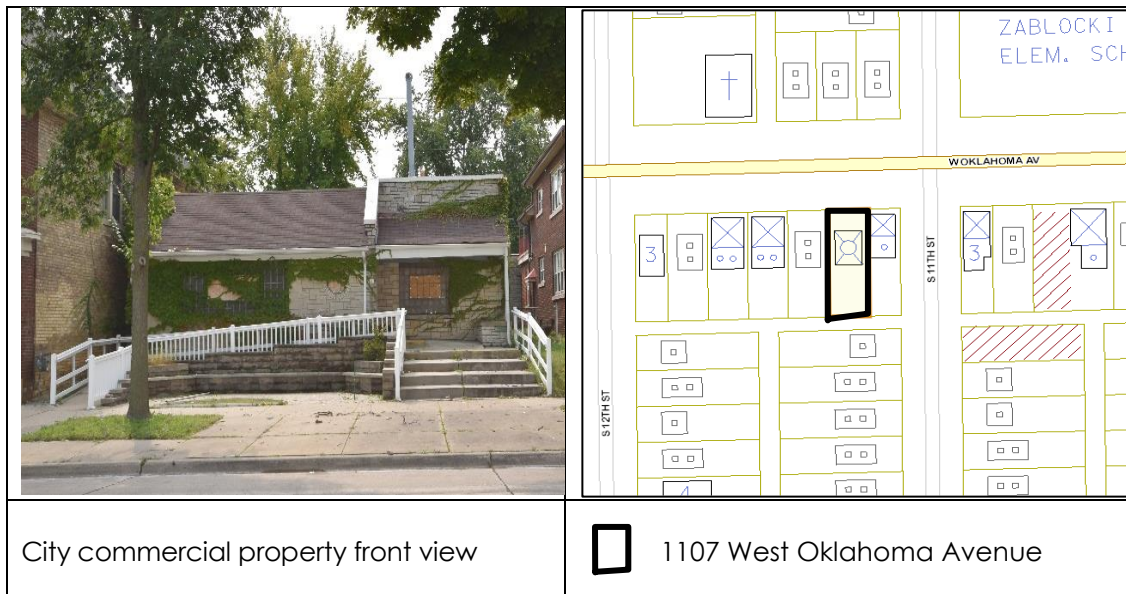 ZABLOCKI
ELEM. SCH
W OKLAHOMA AV
3
3
S 11TH ST
S 12TH ST
City commercial property front view
1107 West Oklahoma Avenue